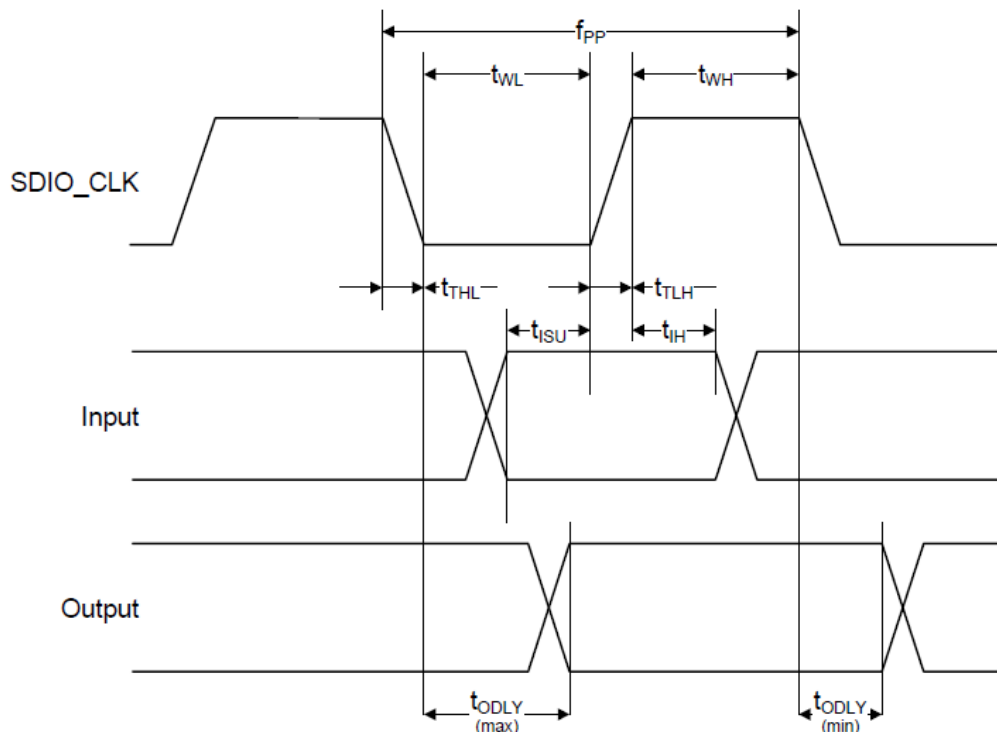 fPP
tWL
tWH
SDIO_CLK
tTHL
tTLH
tISU
tIH
Input
Output
tODLY
(max)
tODLY
(min)